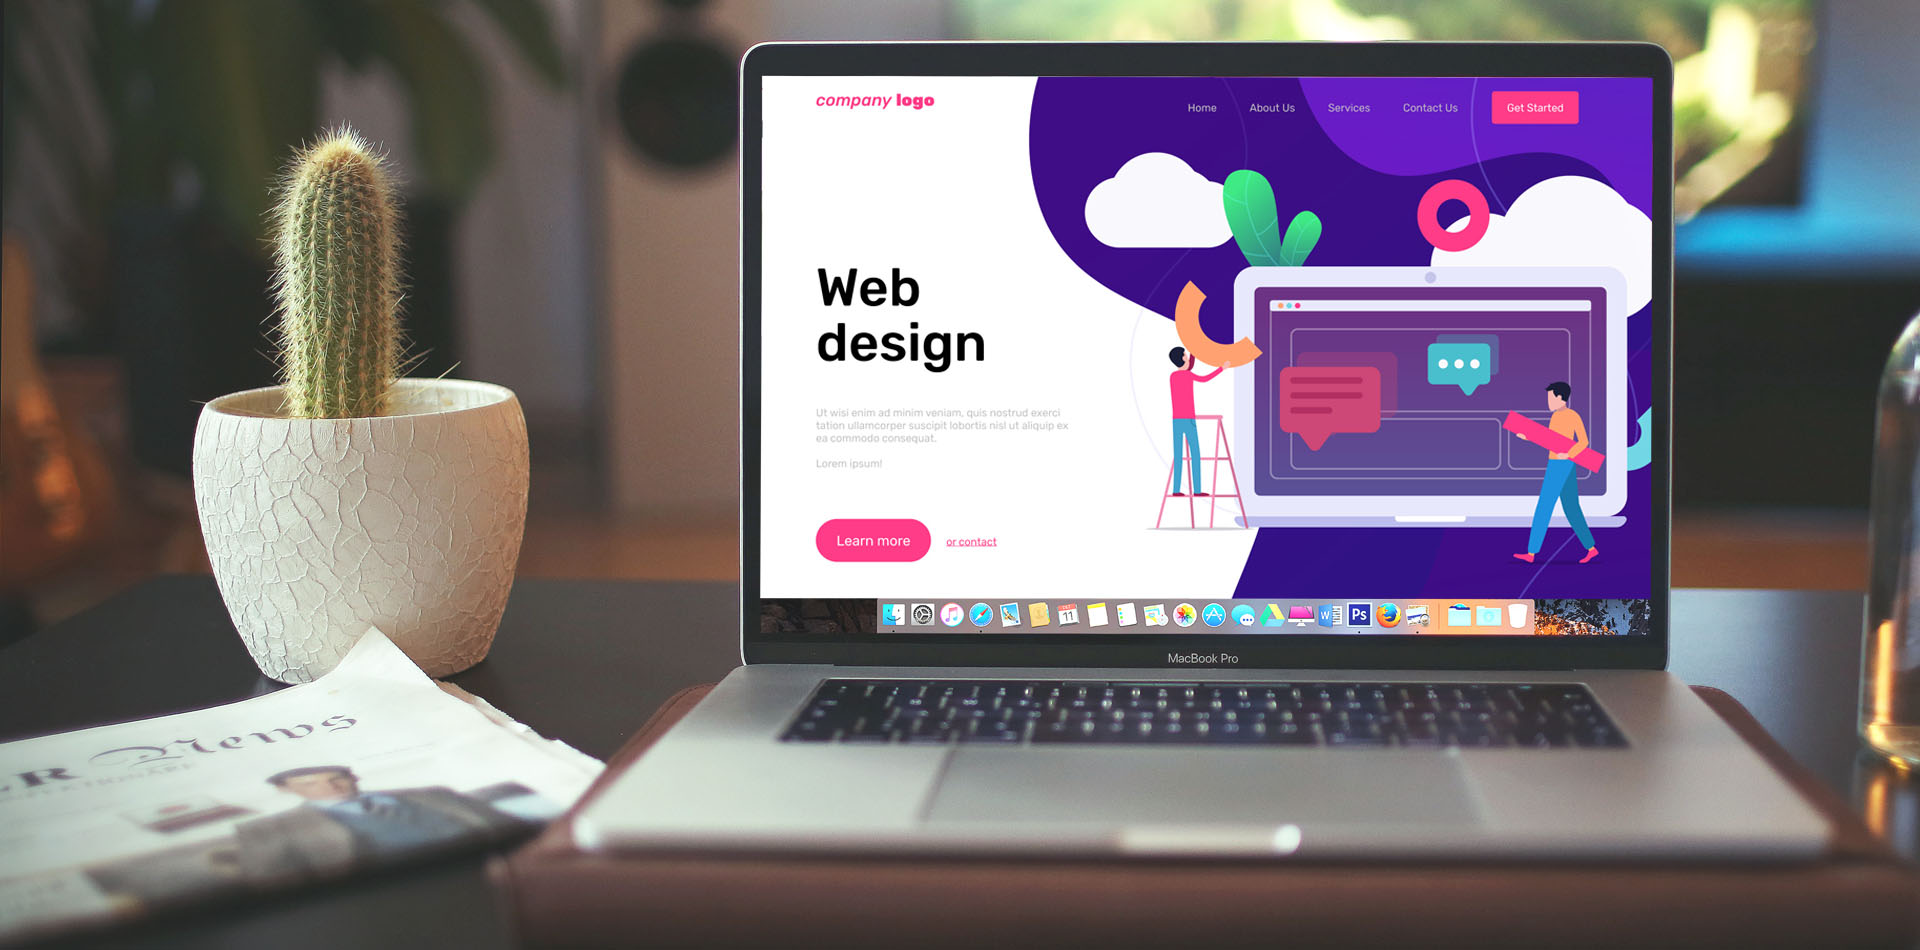 company logo
Home
About Us
Services
Contact Us
Get Started
Web
design
Ut wisi enim ad minim veniam, quis nostrud exerci
tation ullamcorper suscipit lobortis nisl ut aliquip ex
ea commodo consequat.
Lorem ipsum!
Learn more
or contact
11
W
Ps
MacBook Pro
ER News